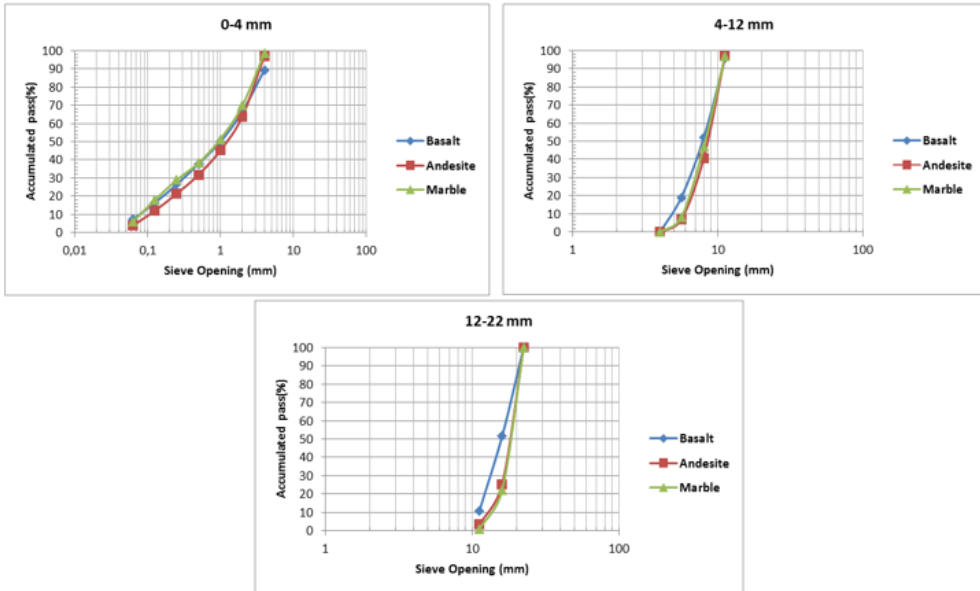 0-4 mm
Accumulated pass(%)
100
90
80
70
60
50
40
30
20
10
0
0,01
0,1
1
10
100
Sieve Opening (mm)
Basalt
Andesite
Marble
4-12 mm
Accumulated pass(%)
100
90
80
70
60
50
40
30
20
10
0
1
10
100
Sieve Opening (mm)
Basalt
Andesite
Marble
12-22 mm
Accumulated pass(%)
100
90
80
70
60
50
40
30
20
10
0
1
10
100
Sieve Opening (mm)
Basalt
Andesite
Marble